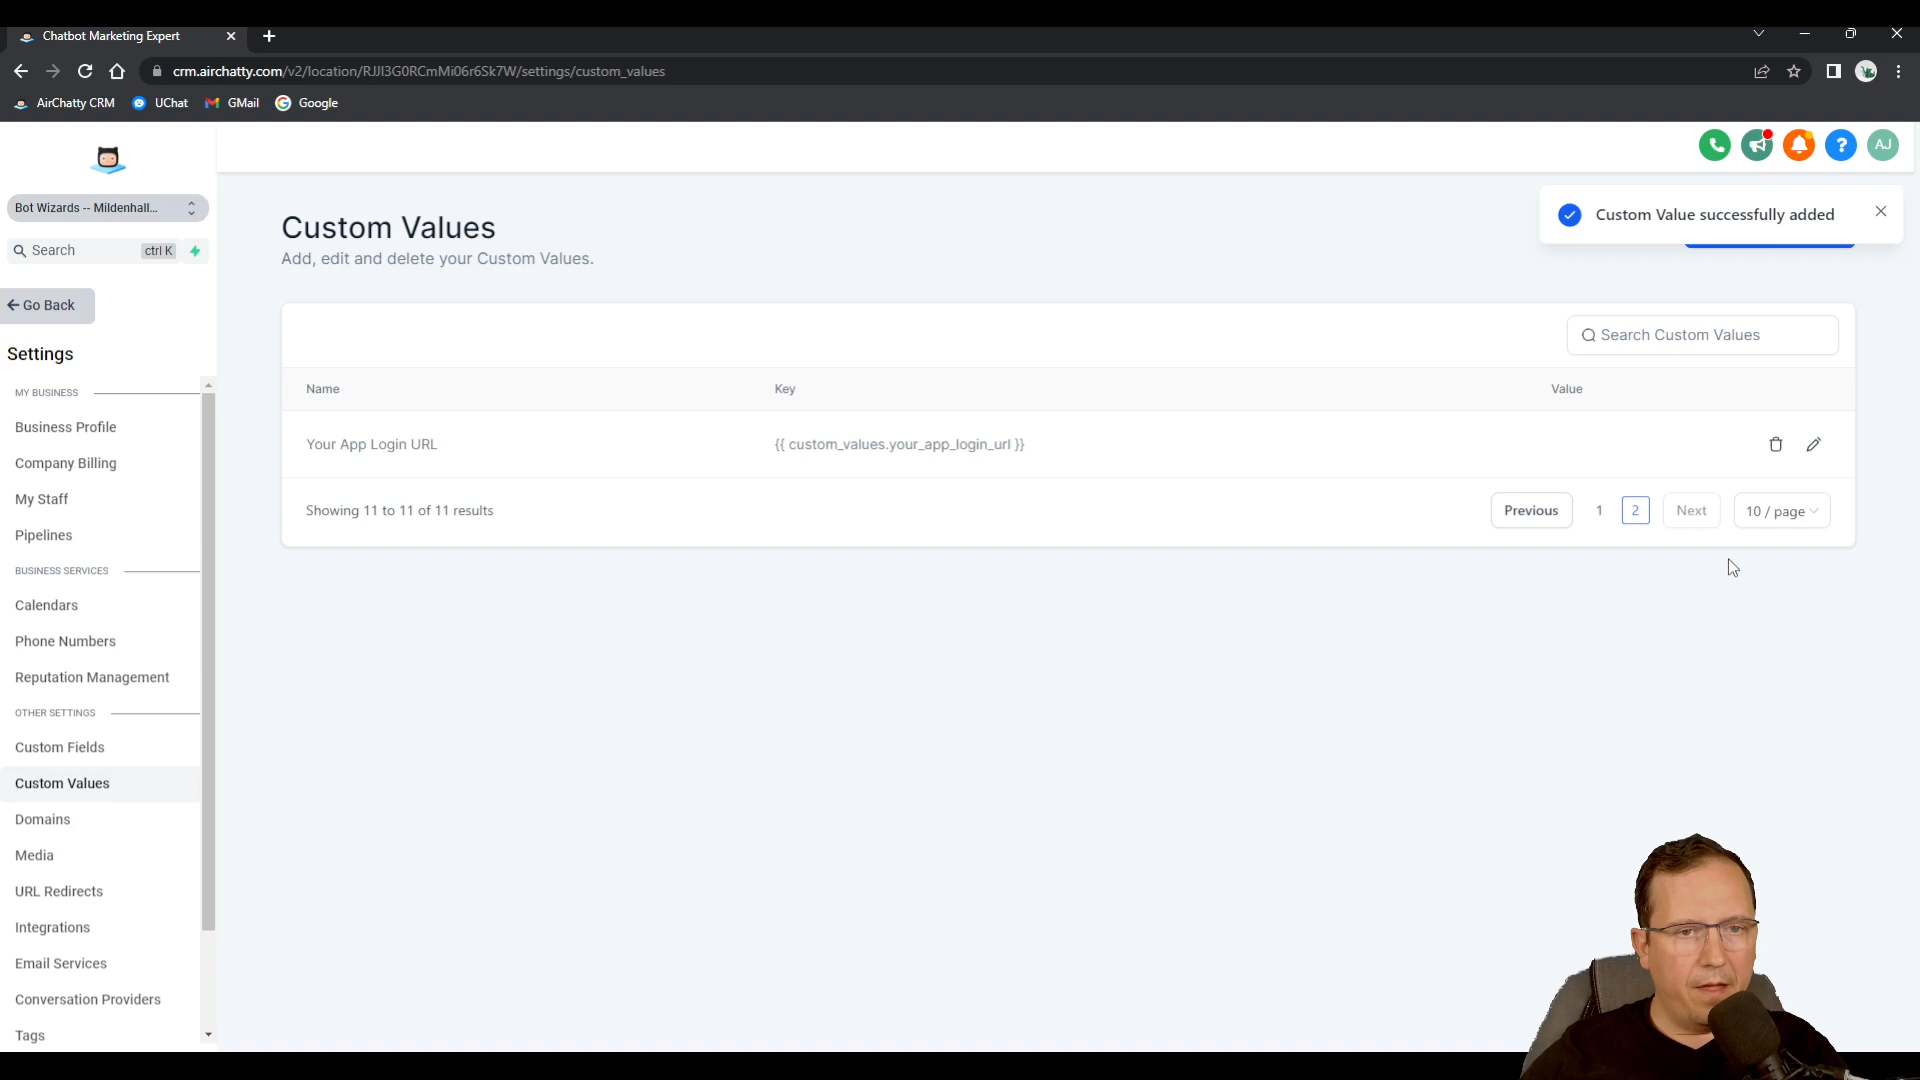 Chatbot Marketing Expert
crm.airchatty.com/v2/location/RJJI3G0RCmMi06r6Sk7W/settings/custom_values
AirChatty CRM
UChat
GMail
Google
AJ
Bot Wizards -- Mildenhall...
Search
ctrl K
Go Back
Settings
MY BUSINESS
Business Profile
Company Billing
My Staff
Pipelines
BUSINESS SERVICES
Calendars
Phone Numbers
Reputation Management
OTHER SETTINGS
Custom Fields
Custom Values
Domains
Media
URL Redirects
Integrations
Email Services
Conversation Providers
Tags
Custom Values
Add, edit and delete your Custom Values.
Custom Value successfully added
Search Custom Values
Name Key Value
Your App Login URL {{ custom_values.your_app_login_url }}
Showing 11 to 11 of 11 results
Previous 1 2 Next 10 / page